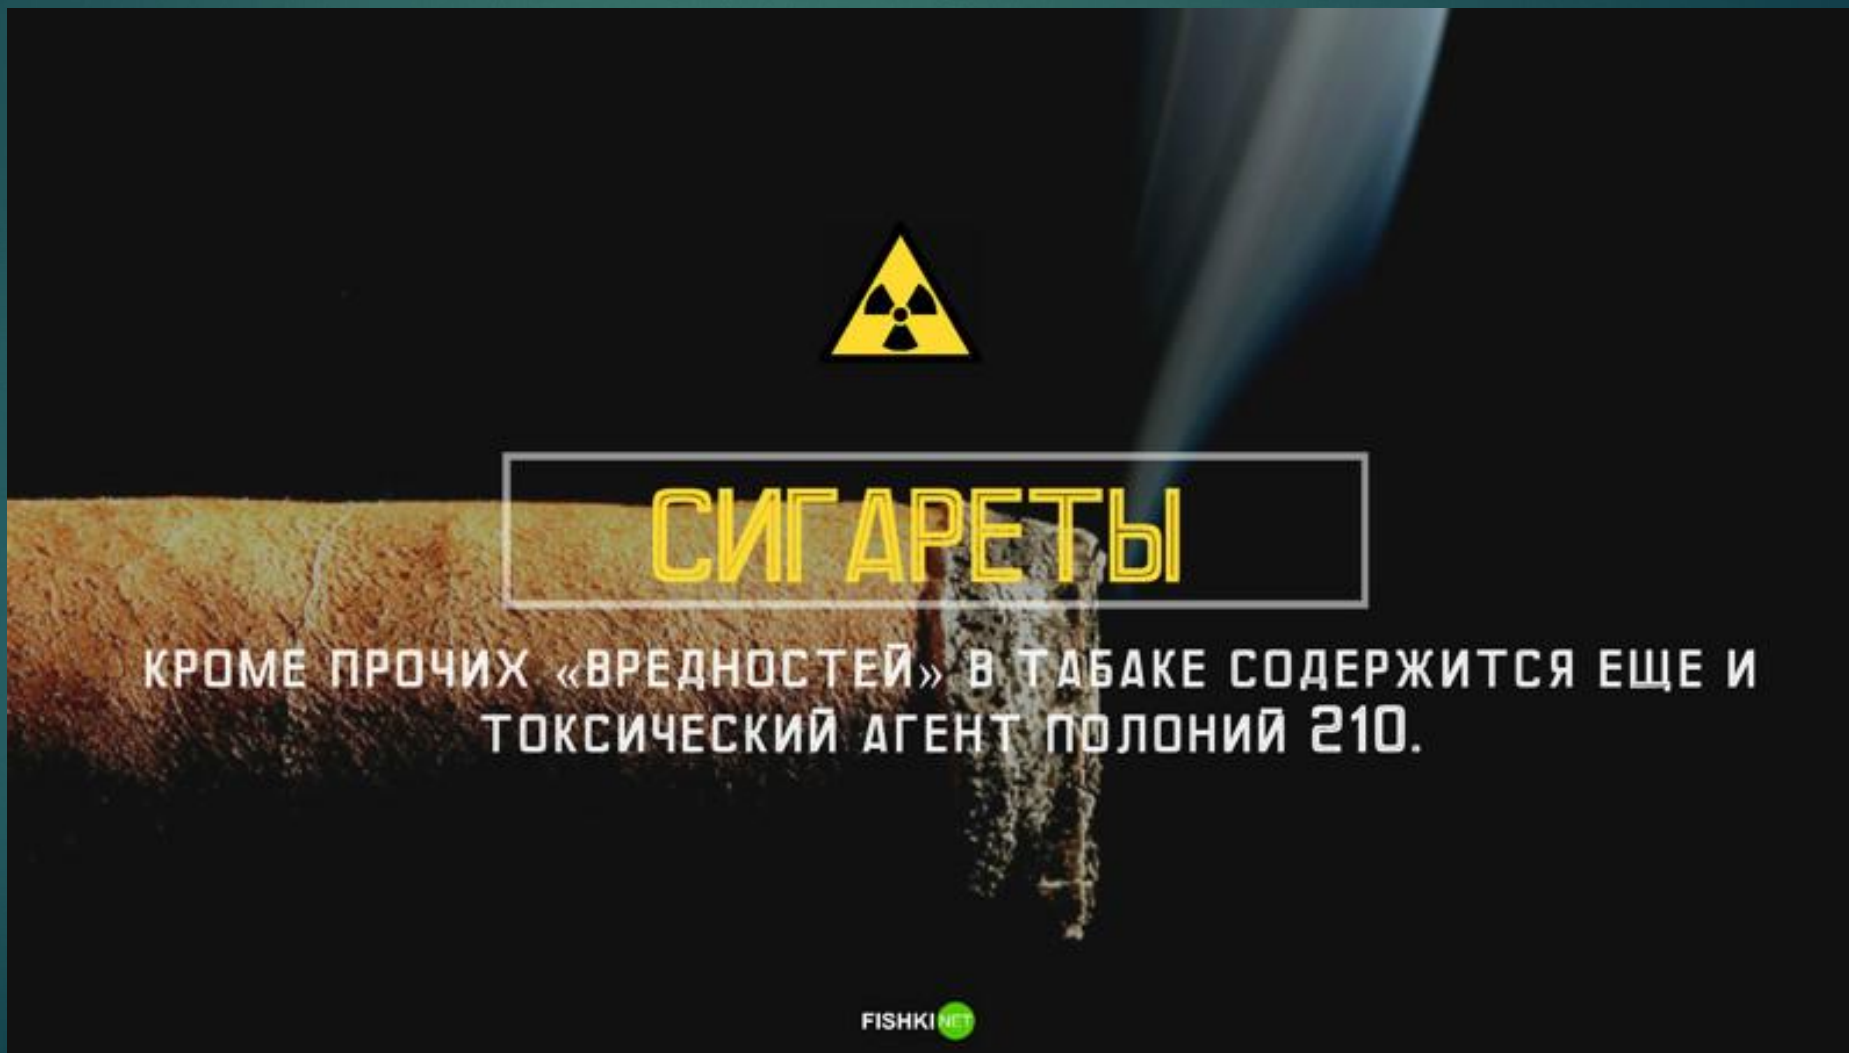 СИГАРЕТЫ
КРОМЕ ПРОЧИХ «ВРЕДНОСТЕЙ» В ТАБАКЕ СОДЕРЖИТСЯ ЕЩЕ И
ТОКСИЧЕСКИЙ АГЕНТ ПОЛОНИЙ 210.
FISHKI NET